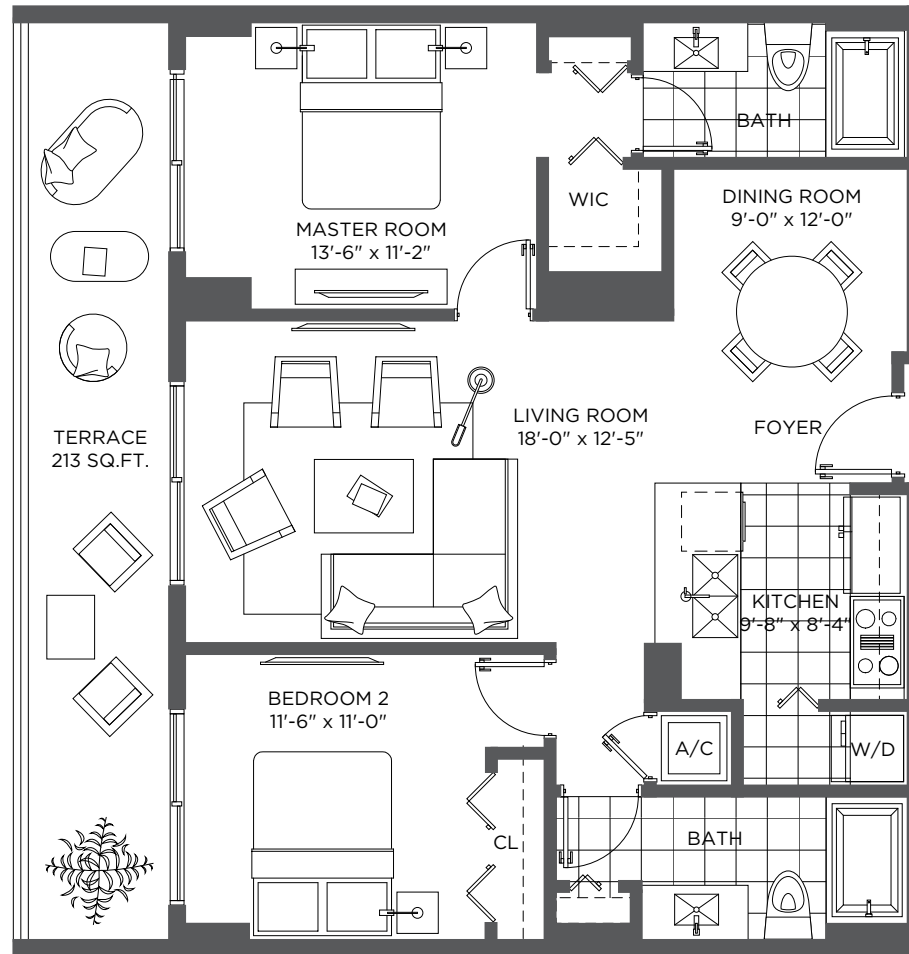 BATH
WIC
DINING ROOM
9'-0" x 12'-0"
MASTER ROOM
13'-6" x 11'-2"
LIVING ROOM
18'-0" x 12'-5"
FOYER
TERRACE
213 SQ.FT.
KITCHEN
9'-8" x 8'-4"
BEDROOM 2
11'-6" x 11'-0"
A/C
W/D
CL
BATH